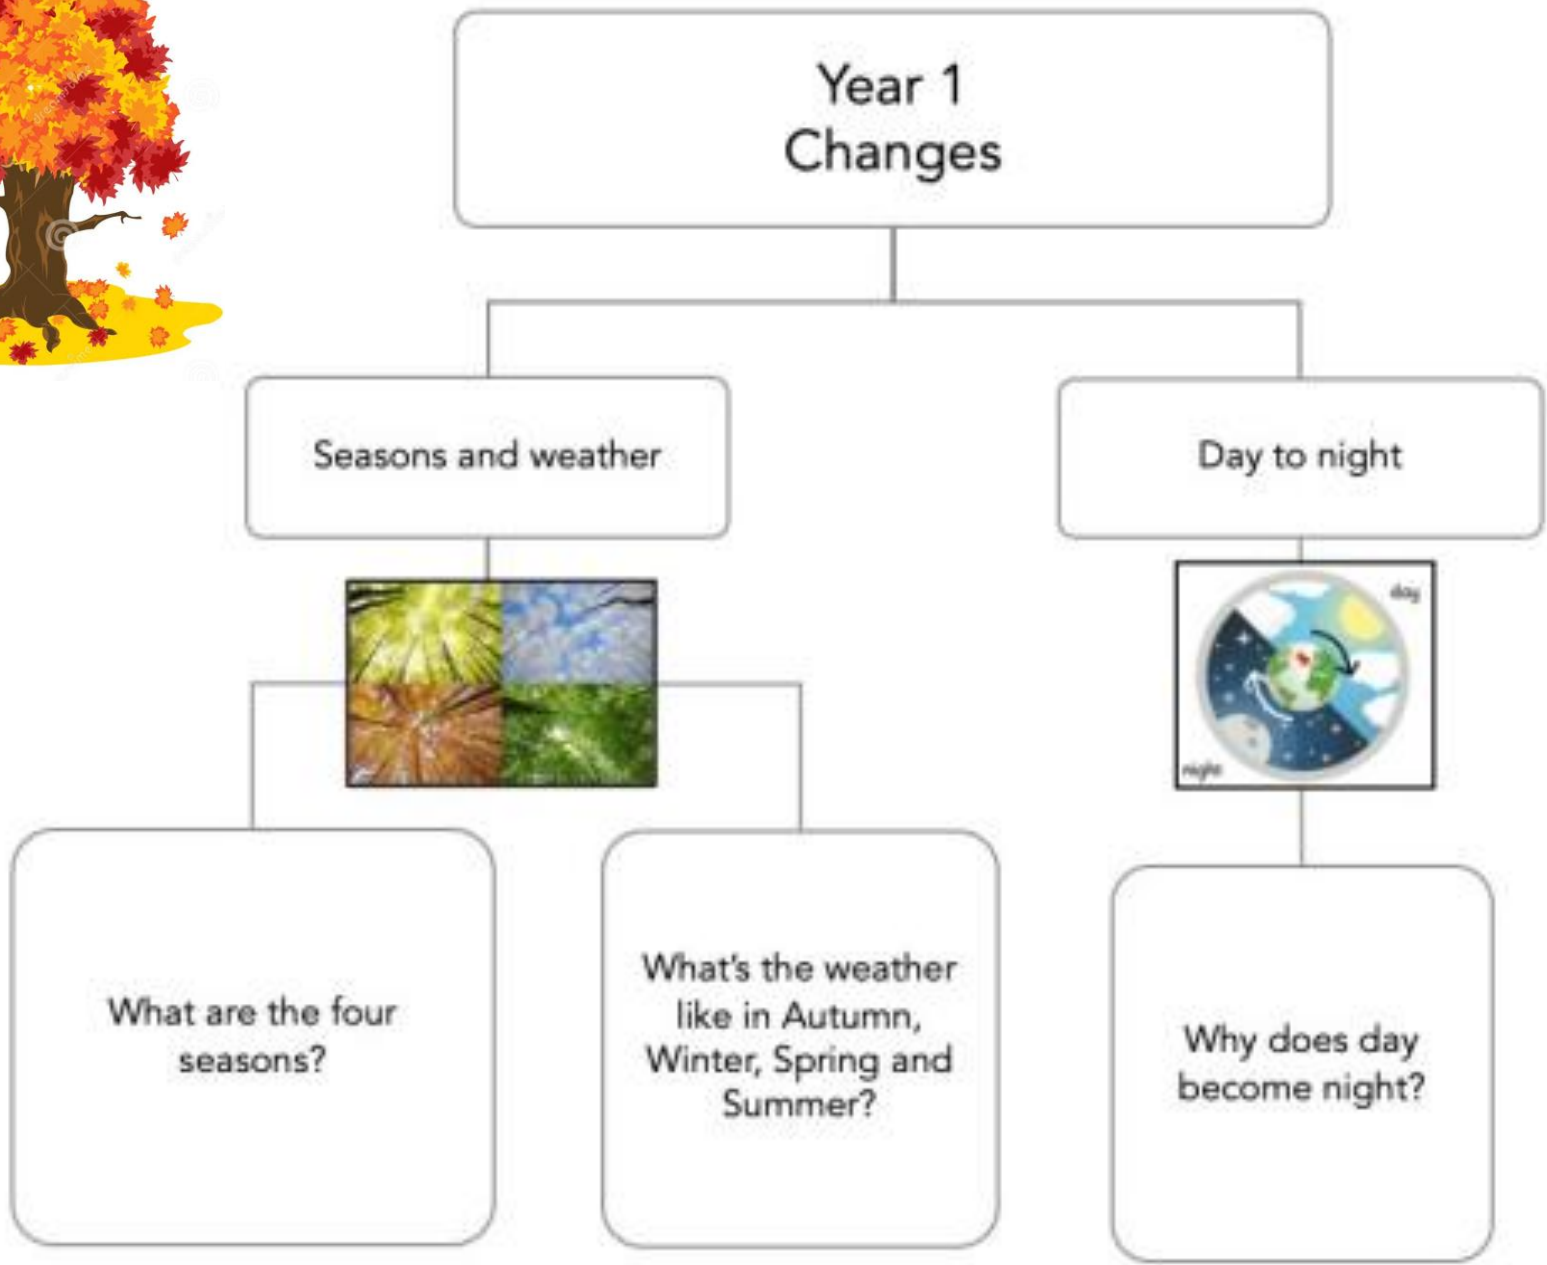 Year 1
Changes
Seasons and weather
Day to night
day
night
What are the four
seasons?
What's the weather
like in Autumn,
Winter, Spring and
Summer?
Why does day
become night?